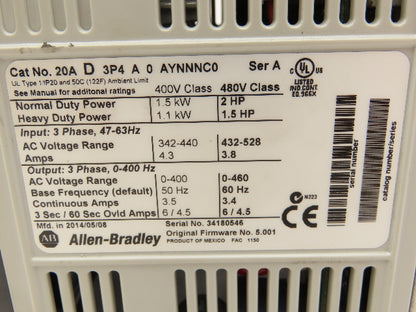 Cat No. 20A D 3P4 A 0 AYNNNC0 Ser A
UL Type 1/IP20 and 50C (122F) Ambient Limit
See Manual for additonal ratings 400V Class 480V Class
Normal Duty Power 1.5 kW 2 HP
Heavy Duty Power 1.1 kW 1.5 HP
Input: 3 Phase, 47-63Hz
AC Voltage Range 342-440 432-528
Amps 4.3 3.8
Output: 3 Phase, 0-400 Hz
AC Voltage Range 0-400 0-460
Base Frequency (default) 50 Hz 60 Hz
Continuous Amps 3.5 3.4
3 Sec / 60 Sec Ovld Amps 6 / 4.5 6 / 4.5
Mfd. in 2014/05/08 Serial No. 34180546
Original Firmware No. 5.001
AB Allen-Bradley PRODUCT OF MEXICO FAC 1150
C UL US
LISTED
IND CONT EQ
966X
N223
CE
serial number
catalog number/series